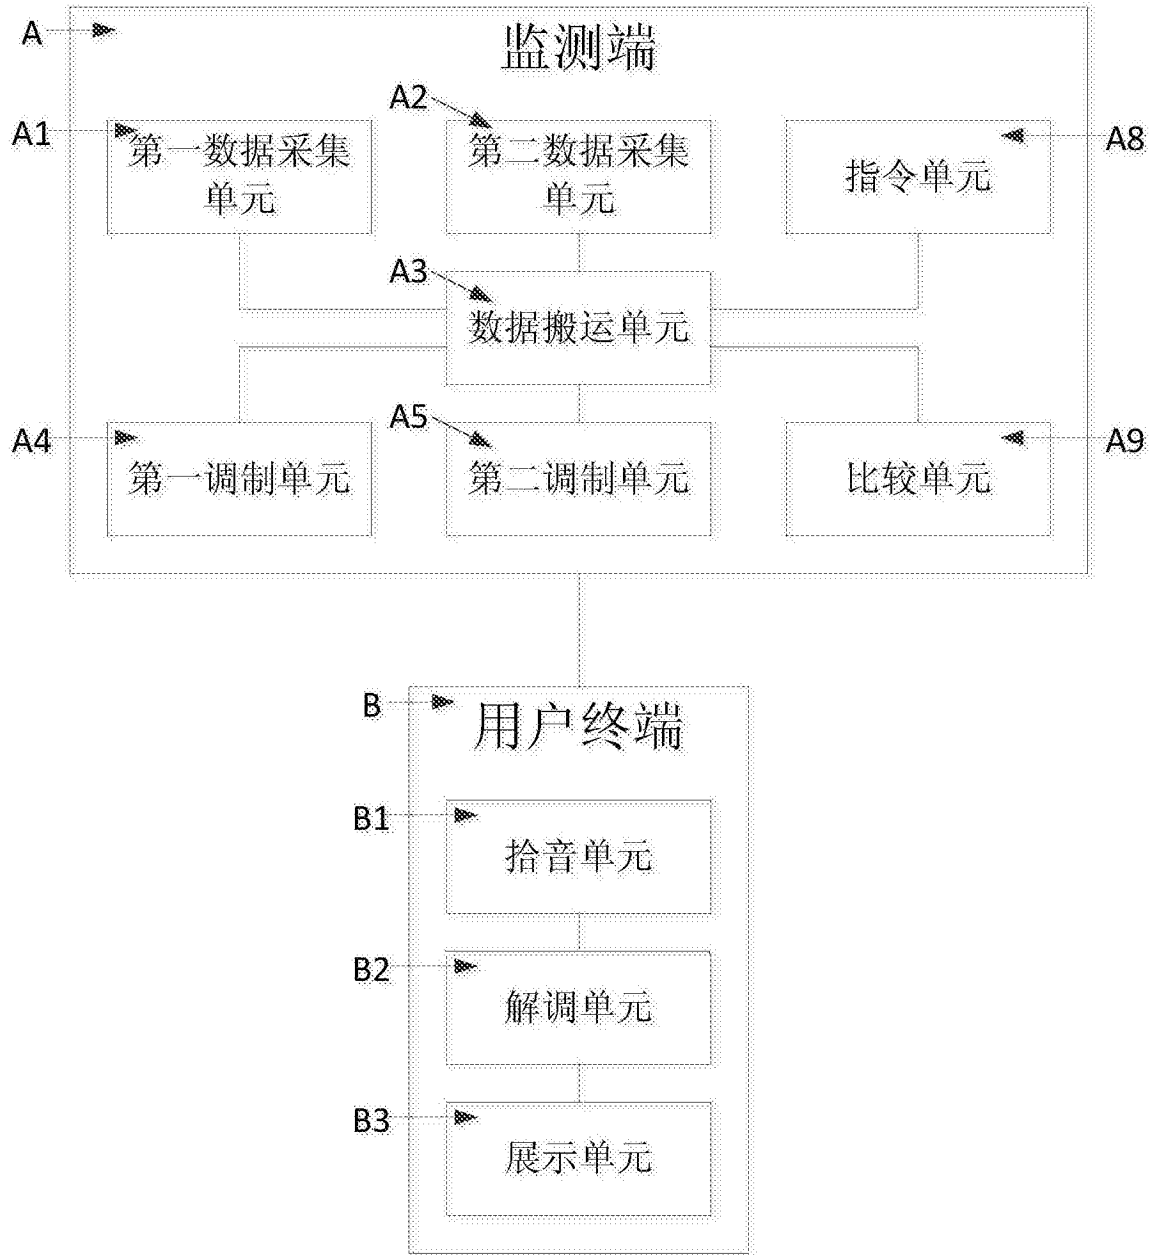 A
监测端
A1
第一数据采集
单元
A2
第二数据采集
单元
A8
指令单元
A3
数据搬运单元
A4
第一调制单元
A5
第二调制单元
A9
比较单元
B
用户终端
B1
拾音单元
B2
解调单元
B3
展示单元